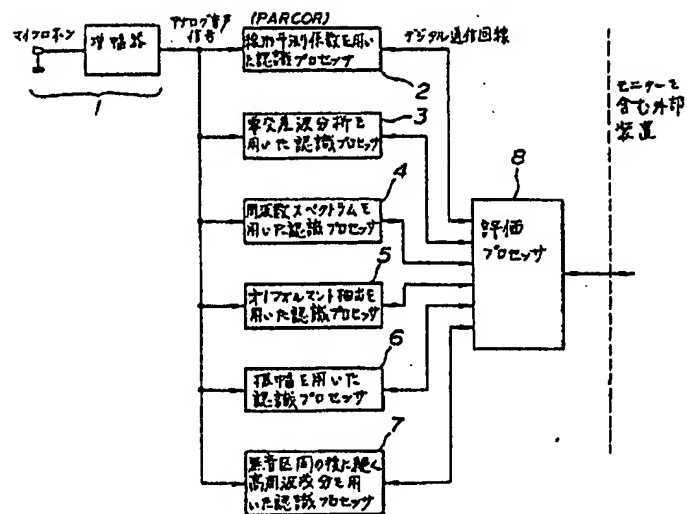 マイクロホン
増幅器
1
アナログ音声
信号
(PARCOR)
線形予測係数を用い
た認識プロセッサ
2
デジタル通信回線
3
零交差波分析を
用いた認識プロセッサ
4
周波数スペクトラムを
用いた認識プロセッサ
5
オ1フォルマント抽出を
用いた認識プロセッサ
6
振幅を用いた
認識プロセッサ
7
無音区間の後に続く
高周波成分を用
いた認識プロセッサ
8
評価
プロセッサ
モニターを
含む外部
装置